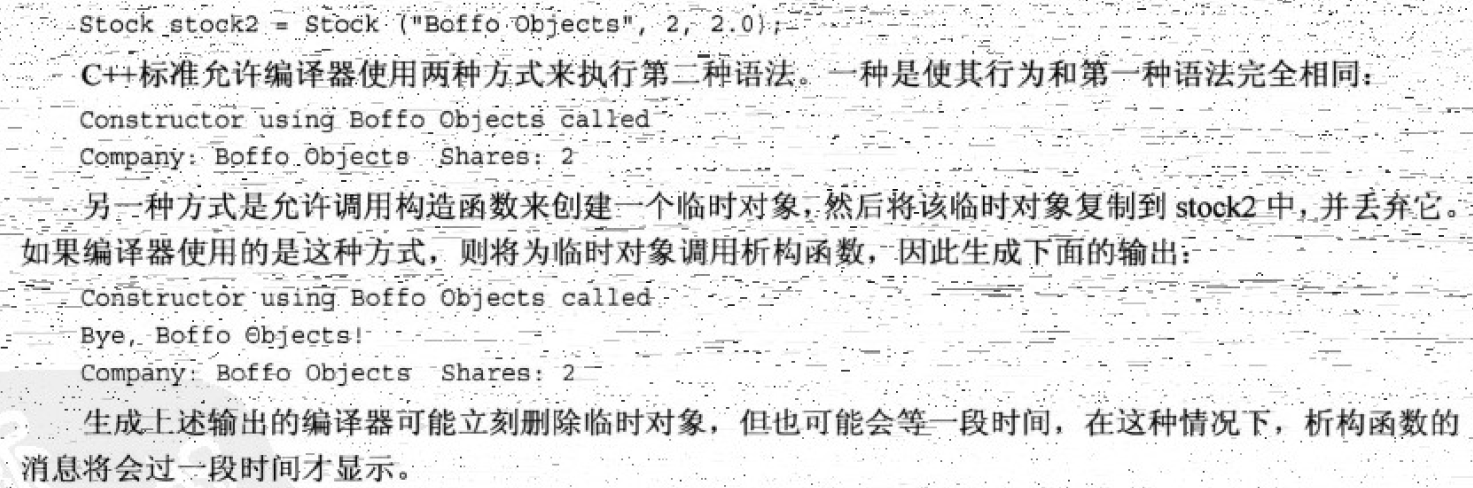 Stock stock2 = Stock ("Boffo Objects", 2, 2.0);
C++标准允许编译器使用两种方式来执行第二种语法。一种是使其行为和第一种语法完全相同：
Constructor using Boffo Objects called
Company: Boffo Objects  Shares: 2
另一种方式是允许调用构造函数来创建一个临时对象，然后将该临时对象复制到 stock2 中，并丢弃它。
如果编译器使用的是这种方式，则将为临时对象调用析构函数，因此生成下面的输出：
Constructor using Boffo Objects called
Bye, Boffo Objects!
Company: Boffo Objects  Shares: 2
生成上述输出的编译器可能立刻删除临时对象，但也可能会等一段时间，在这种情况下，析构函数的
消息将会过一段时间才显示。